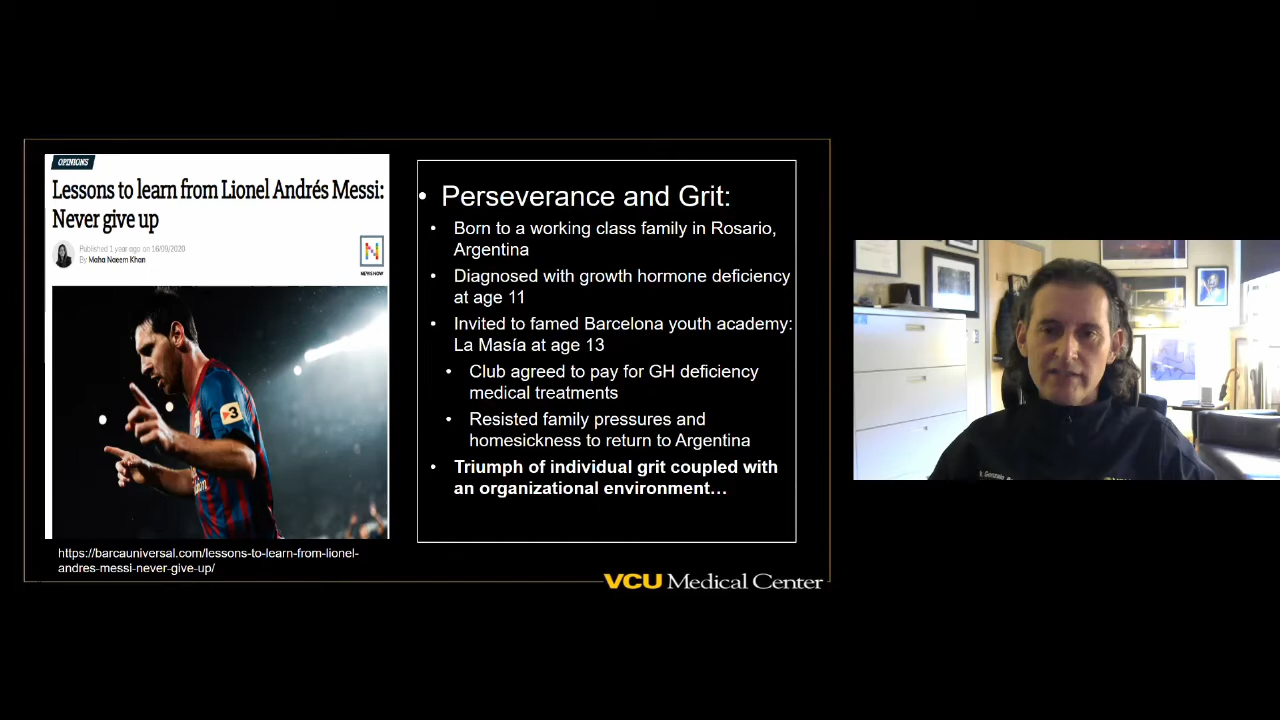 OPINIONS
Lessons to learn from Lionel Andrés Messi:
Never give up
Published 1 year ago on 16/09/2020
By Maha Naeem Khan
N
NEWS NOW
3
https://barcauniversal.com/lessons-to-learn-from-lionel-
andres-messi-never-give-up/
• Perseverance and Grit:
• Born to a working class family in Rosario,
Argentina
• Diagnosed with growth hormone deficiency
at age 11
• Invited to famed Barcelona youth academy:
La Masía at age 13
• Club agreed to pay for GH deficiency
medical treatments
• Resisted family pressures and
homesickness to return to Argentina
• Triumph of individual grit coupled with
an organizational environment…
VCU Medical Center